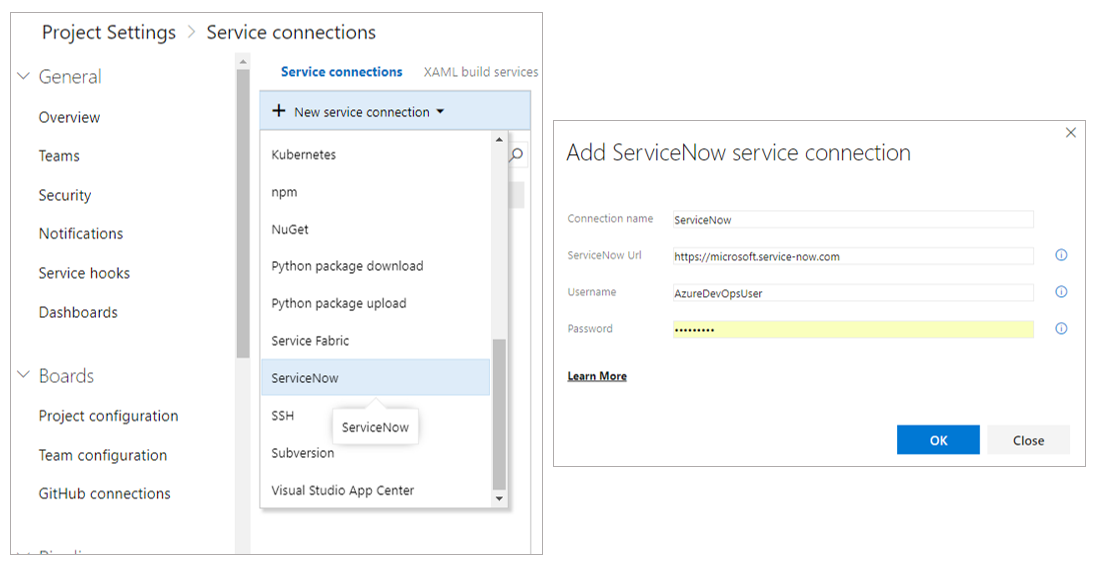 Project Settings > Service connections
General
Overview
Teams
Security
Notifications
Service hooks
Dashboards
Boards
Project configuration
Team configuration
GitHub connections
Service connections XAML build services
+ New service connection
Kubernetes
npm
NuGet
Python package download
Python package upload
Service Fabric
ServiceNow
SSH
ServiceNow
Subversion
Visual Studio App Center
Add ServiceNow service connection
Connection name ServiceNow
ServiceNow Url https://microsoft.service-now.com
Username AzureDevOpsUser
Password •••••••••
Learn More
OK Close